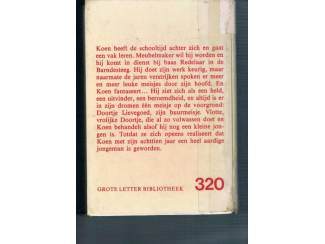 Koen heeft de schooltijd achter zich en gaat
een vak leren. Meubelmaker wil hij worden en
hij komt in dienst bij baas Redelaar in de
Barndesteeg. Hij doet zijn werk keurig, maar
naarmate de jaren verstrijken spoken er meer
en meer leuke meisjes door zijn hoofd. En
Koen fantaseert... Hij ziet zich als een held,
een uitvinder, een beroemdheid, en altijd is er
in zijn dromen één meisje op de voorgrond:
Doortje Lievegoed, zijn buurmeisje. Vlotte,
vrolijke Doortje, die al zo volwassen doet en
Koen behandelt alsof hij nog een kleine jon-
gen is. Totdat ze zich opeens realiseert dat
Koen met zijn achttien jaar een heel aardige
jongeman is geworden.
GROTE LETTER BIBLIOTHEEK 320